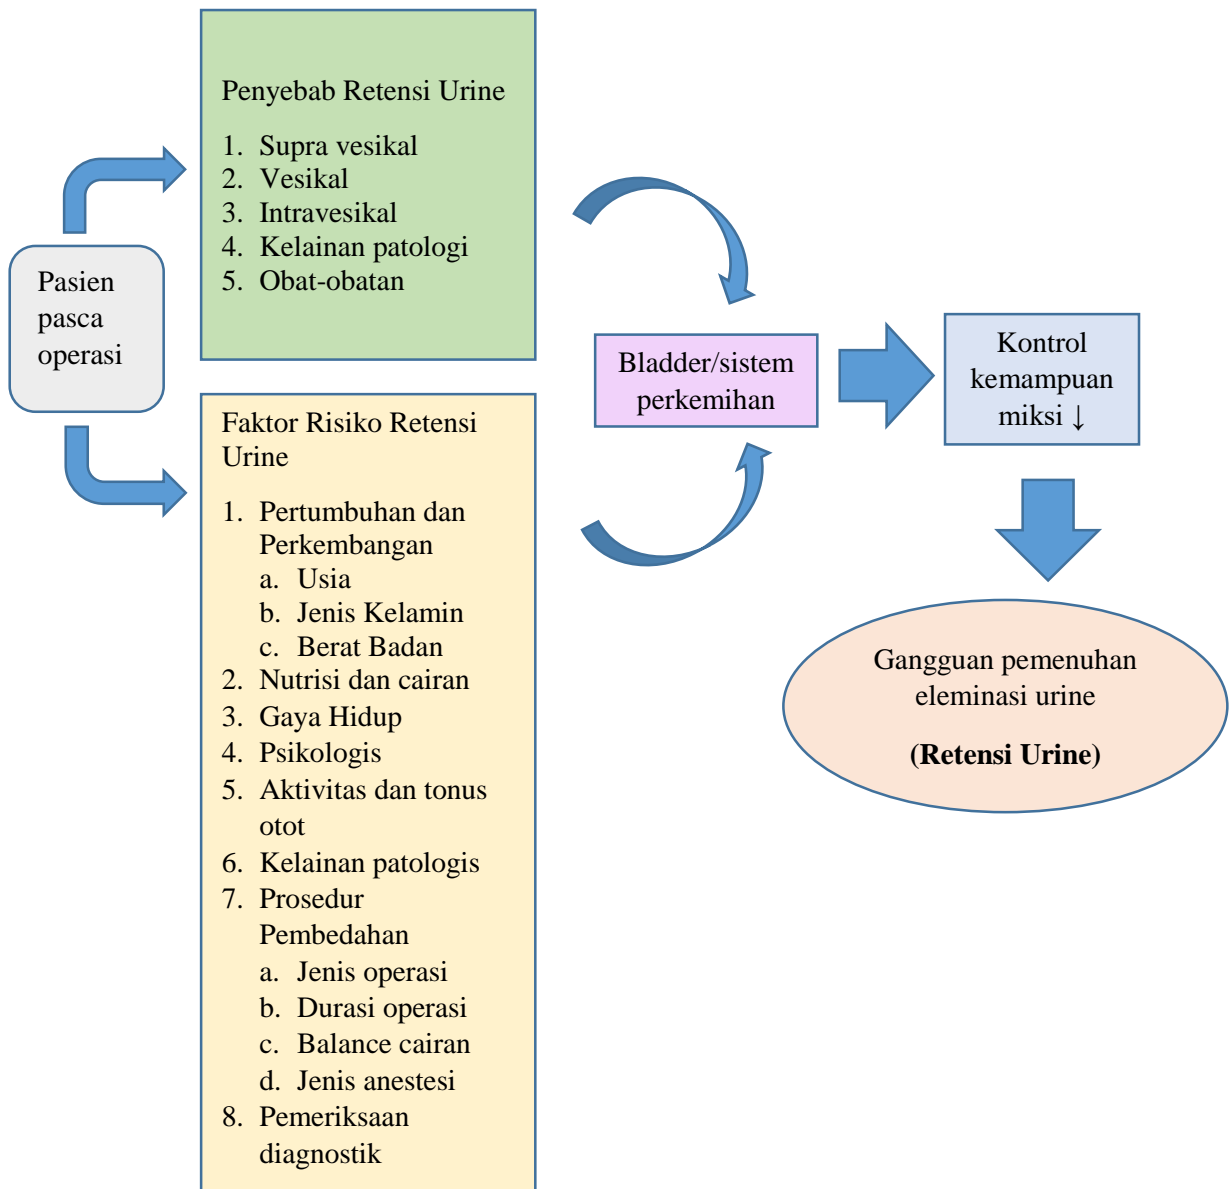 Pasien
pasca
operasi
Penyebab Retensi Urine
1. Supra vesikal
2. Vesikal
3. Intravesikal
4. Kelainan patologi
5. Obat-obatan
Faktor Risiko Retensi
Urine
1. Pertumbuhan dan
Perkembangan
a. Usia
b. Jenis Kelamin
c. Berat Badan
2. Nutrisi dan cairan
3. Gaya Hidup
4. Psikologis
5. Aktivitas dan tonus
otot
6. Kelainan patologis
7. Prosedur
Pembedahan
a. Jenis operasi
b. Durasi operasi
c. Balance cairan
d. Jenis anestesi
8. Pemeriksaan
diagnostik
Bladder/sistem
perkemihan
Kontrol
kemampuan
miksi ↓
Gangguan pemenuhan
eleminasi urine
(Retensi Urine)